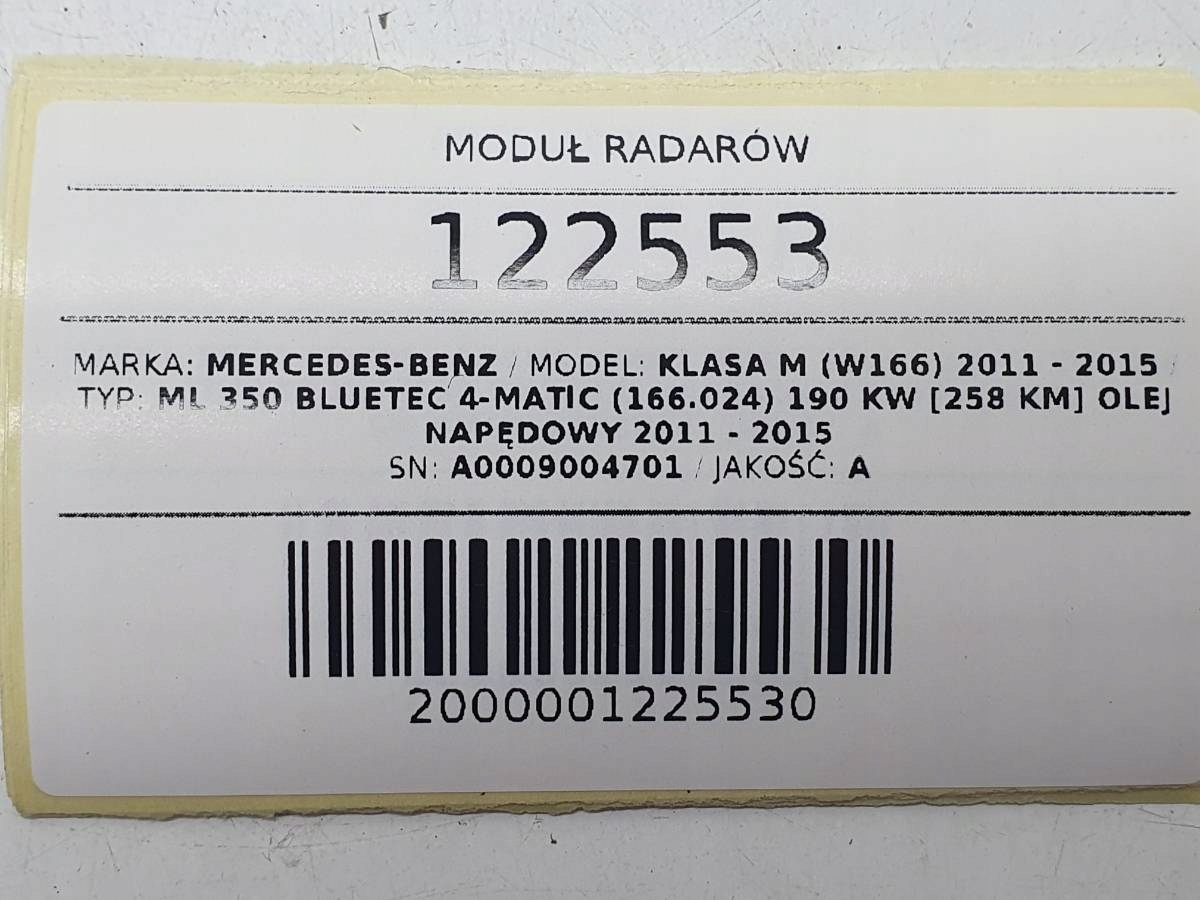 MODUŁ RADARÓW
122553
MARKA: MERCEDES-BENZ / MODEL: KLASA M (W166) 2011 - 2015 /
TYP: ML 350 BLUETEC 4-MATIC (166.024) 190 KW [258 KM] OLEJ
NAPĘDOWY 2011 - 2015
SN: A0009004701 / JAKOŚĆ: A
2000001225530